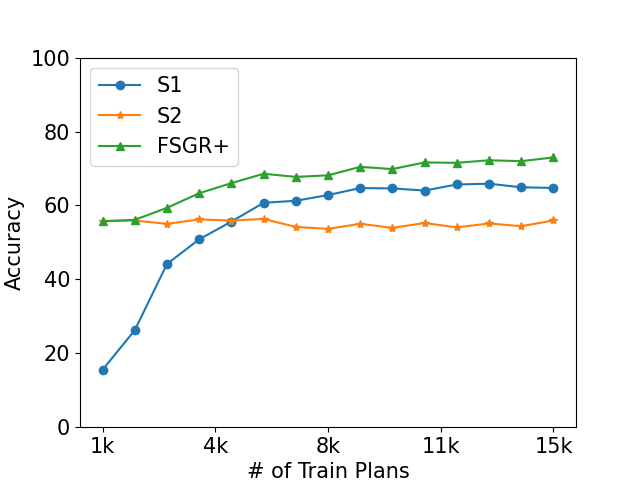 100
80
60
40
20
0
Accuracy
S1
S2
FSGR+
1k 4k 8k 11k 15k
# of Train Plans